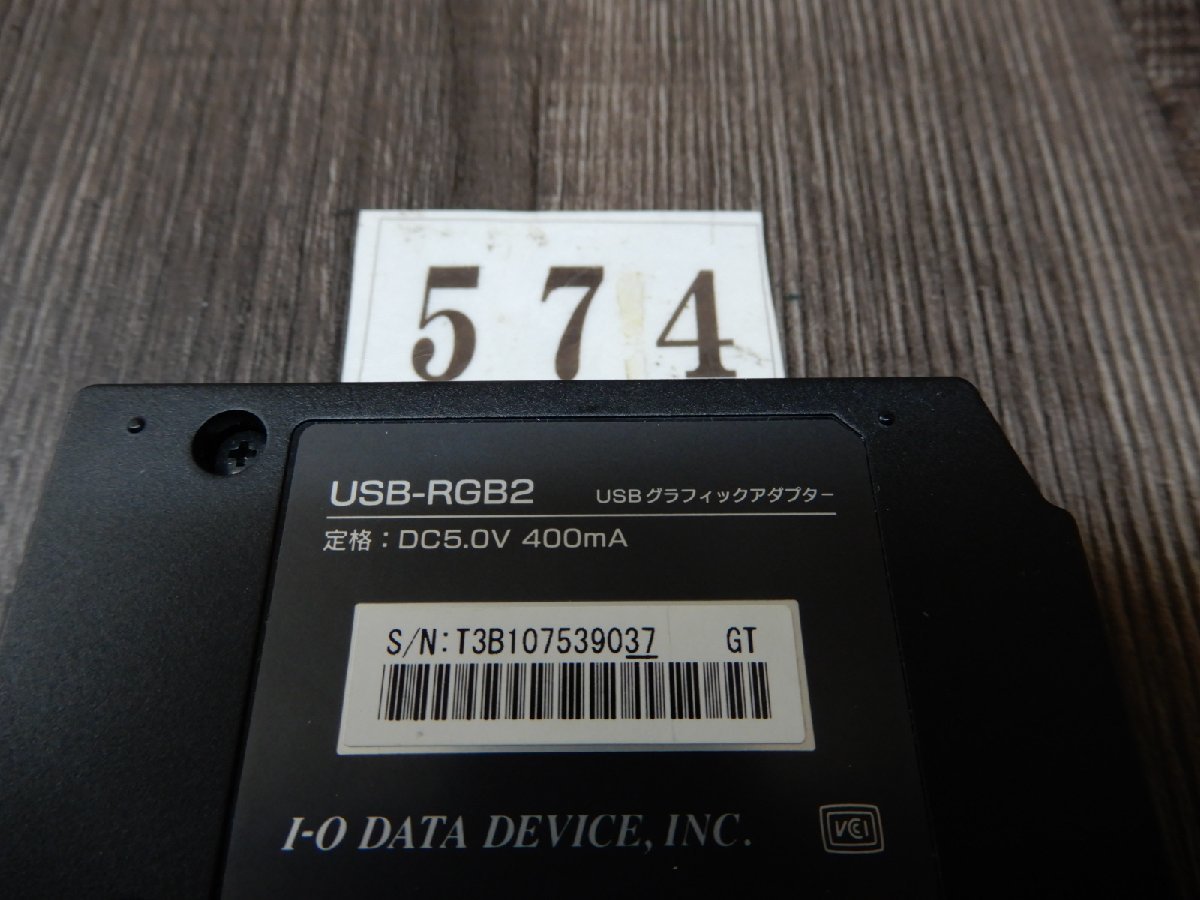 574
USB-RGB2 USBグラフィックアダプター
定格：DC5.0V 400mA
S/N:T3B107539037 GT
I-O DATA DEVICE, INC. VCI